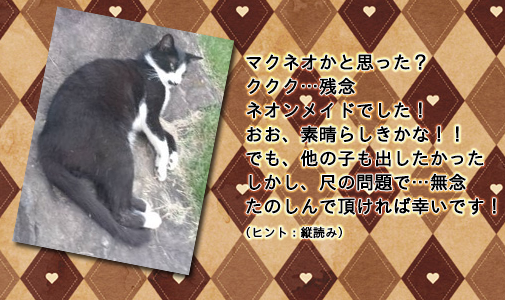 マクネオかと思った？
ククク…残念
ネオンメイドでした！
おお、素晴らしきかな！！
でも、他の子も出したかった
しかし、尺の問題で…無念
たのしんで頂ければ幸いです！
（ヒント：縦読み）